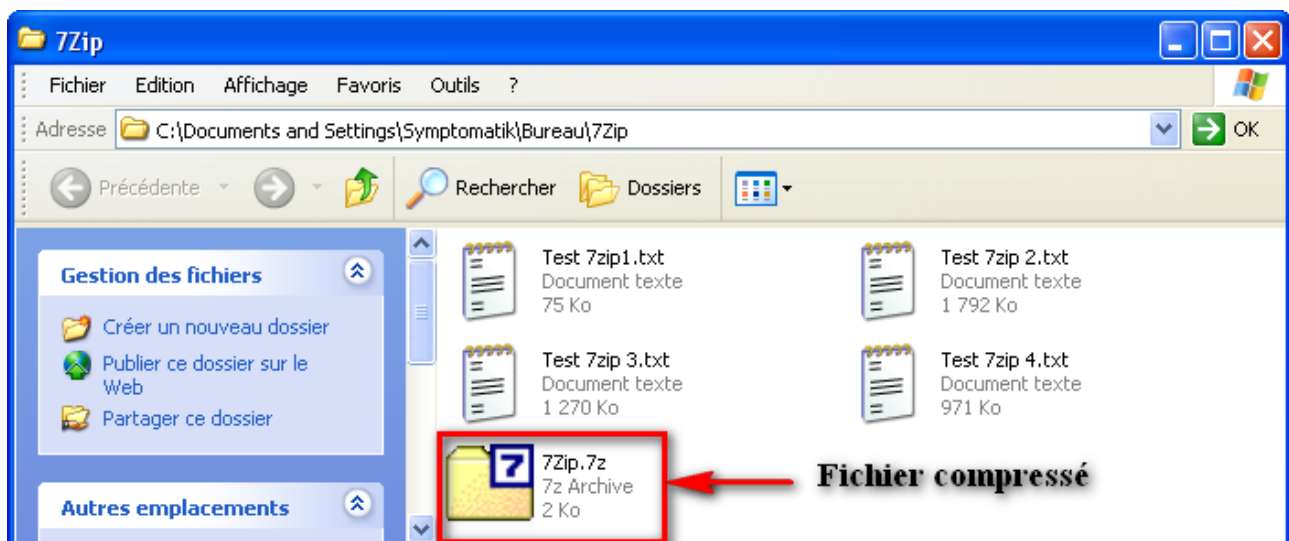 7Zip
Fichier Edition Affichage Favoris Outils ?
Adresse C:\Documents and Settings\Symptomatik\Bureau\7Zip OK
Précédente Rechercher Dossiers
Gestion des fichiers
Créer un nouveau dossier
Publier ce dossier sur le
Web
Partager ce dossier
Autres emplacements
Test 7zip1.txt
Document texte
75 Ko
Test 7zip 2.txt
Document texte
1 792 Ko
Test 7zip 3.txt
Document texte
1 270 Ko
Test 7zip 4.txt
Document texte
971 Ko
7
7Zip.7z
7z Archive
2 Ko
Fichier compressé